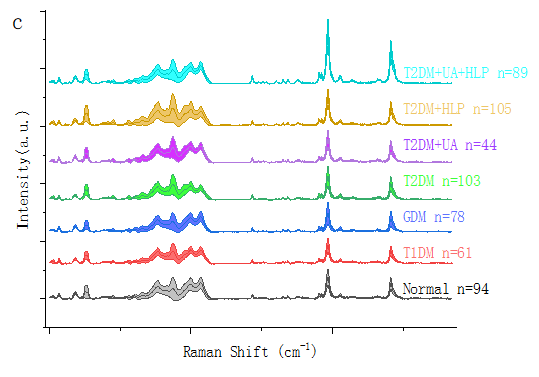 C
T2DM+UA+HLP n=89
T2DM+HLP n=105
T2DM+UA n=44
T2DM n=103
GDM n=78
T1DM n=61
Normal n=94
Intensity(a.u.)
Raman Shift (cm⁻¹)